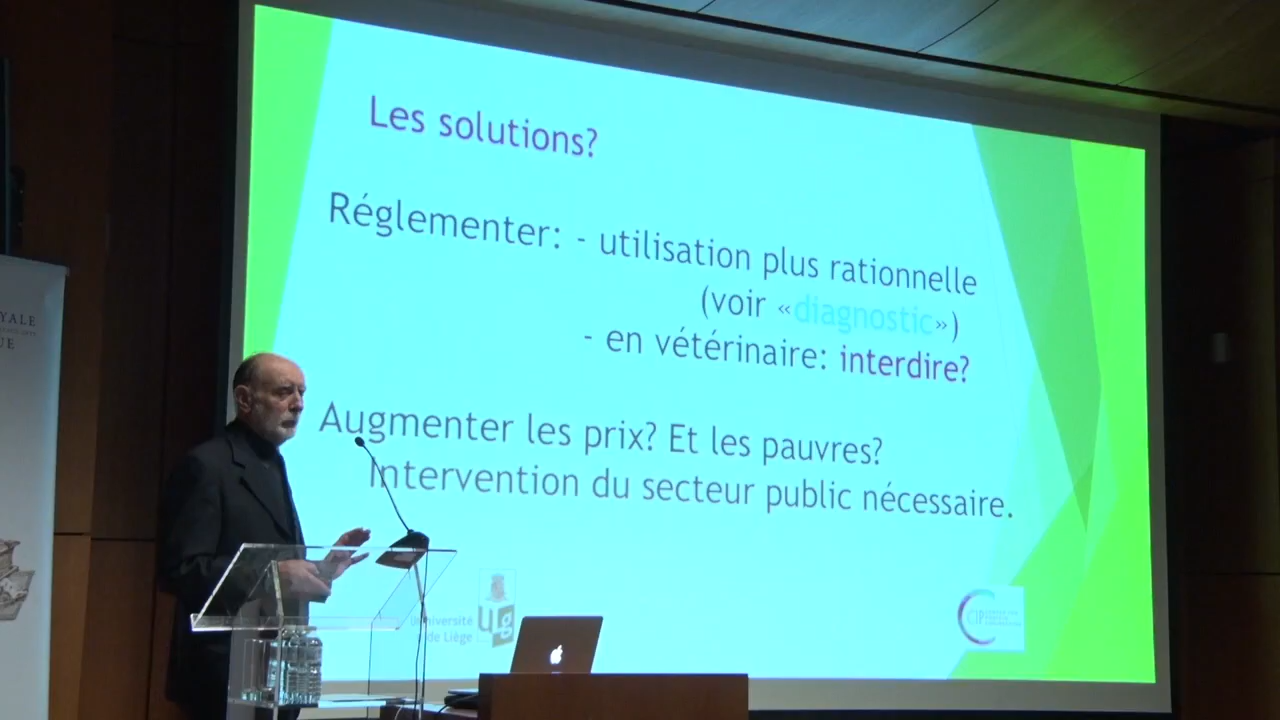 Les solutions?
Réglementer: - utilisation plus rationnelle
(voir «diagnostic»)
- en vétérinaire: interdire?
Augmenter les prix? Et les pauvres?
Intervention du secteur public nécessaire.
Université
de Liège
CIP